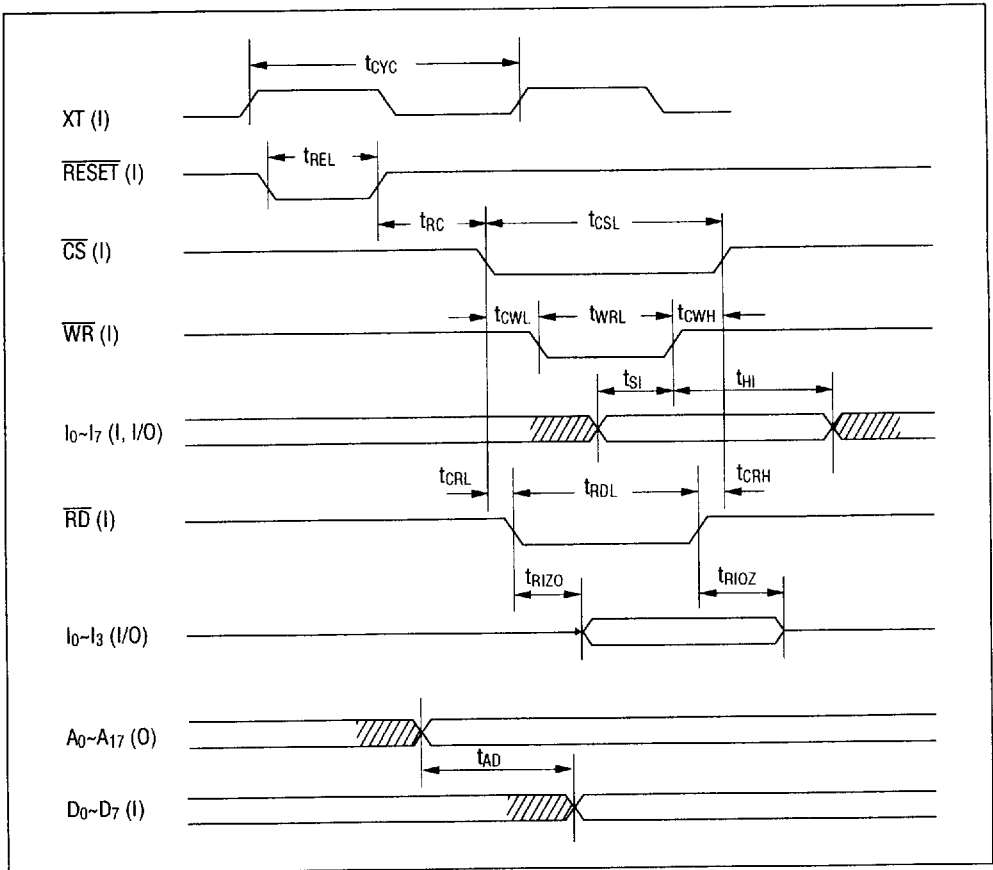 tCYC
XT (I)
tREL
RESET (I)
tRC tCSL
CS (I)
tCWL tWRL tCWH
WR (I)
tSI tHI
I0~I7 (I, I/O)
tCRL tRDL tCRH
RD (I)
tRIZO tRIOZ
I0~I3 (I/O)
A0~A17 (O)
tAD
D0~D7 (I)